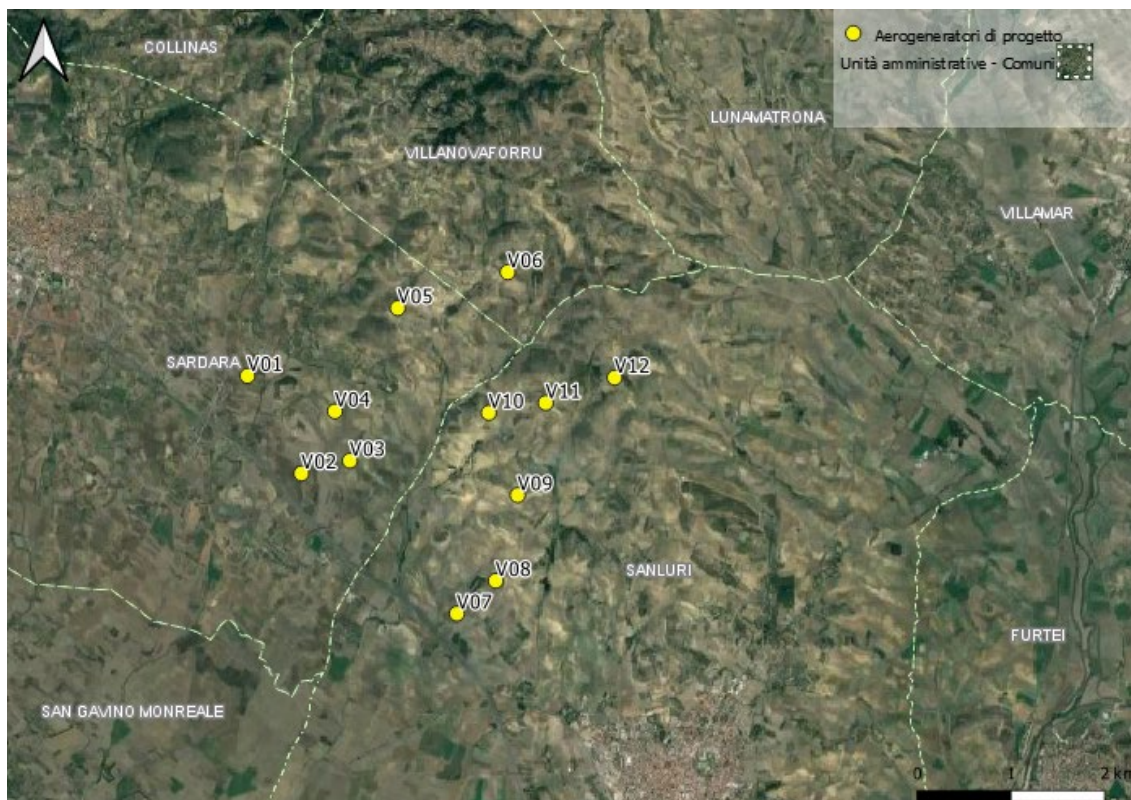 COLLINAS
Aerogeneratori di progetto
Unità amministrative - Comuni
LUNAMATRONA
VILLANOVAFORRU
VILLAMAR
V06
V05
SARDARA
V01
V12
V11
V04
V10
V03
V02
V09
SANLURI
V08
V07
FURTEI
SAN GAVINO MONREALE
0 1 2 km